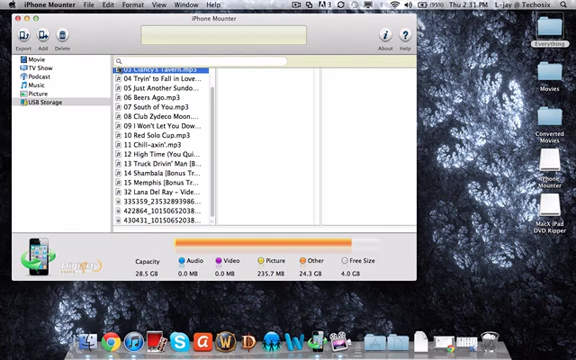 iPhone Mounter File Edit Format View Window Help
(95%) Thu 2:31 PM L-jay @ Techosix
iPhone Mounter
Export Add Delete
About Help
Movie
TV Show
Podcast
Music
Picture
USB Storage
03 Clancy's Tavern.mp3
04 Tryin' to Fall in Love...
05 Just Another Sundo...
06 Beers Ago.mp3
07 South of You.mp3
08 Club Zydeco Moon...
09 I Won't Let You Dow...
10 Red Solo Cup.mp3
11 Chill-axin'.mp3
12 High Time (You Qui...
13 Truck Drivin' Man [B...
14 Shambala [Bonus Tr...
15 Memphis [Bonus Tr...
32 Lana Del Ray – Vide...
335359_23532893986...
422864_10150652038...
430431_10150652038...
Capacity
28.5 GB
Audio
0.0 MB
Video
0.0 MB
Picture
235.7 MB
Other
24.3 GB
Free Size
4.0 GB
Everything
Movies
Converted
Movies
iPhone
Mounter
MacX iPad
DVD Ripper